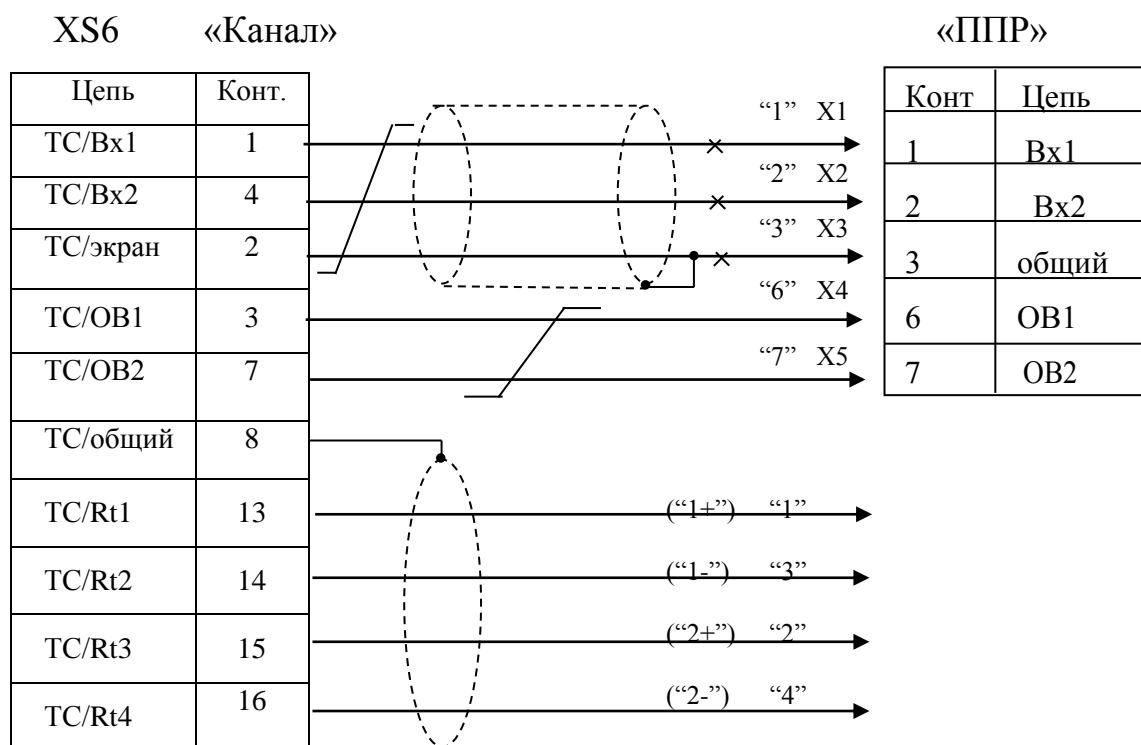 XS6 «Канал» «ППР»
Цепь Конт. Конт Цепь
“1” X1
ТС/Вх1 1 1 Вх1
“2” X2
ТС/Вх2 4 2 Вх2
“3” X3
ТС/экран 2 3 общий
“6” X4
ТС/ОВ1 3 6 ОВ1
“7” X5
ТС/ОВ2 7 7 ОВ2
ТС/общий 8
ТС/Rt1 13 (“1+”) “1”
ТС/Rt2 14 (“1-”) “3”
ТС/Rt3 15 (“2+”) “2”
ТС/Rt4 16 (“2-”) “4”